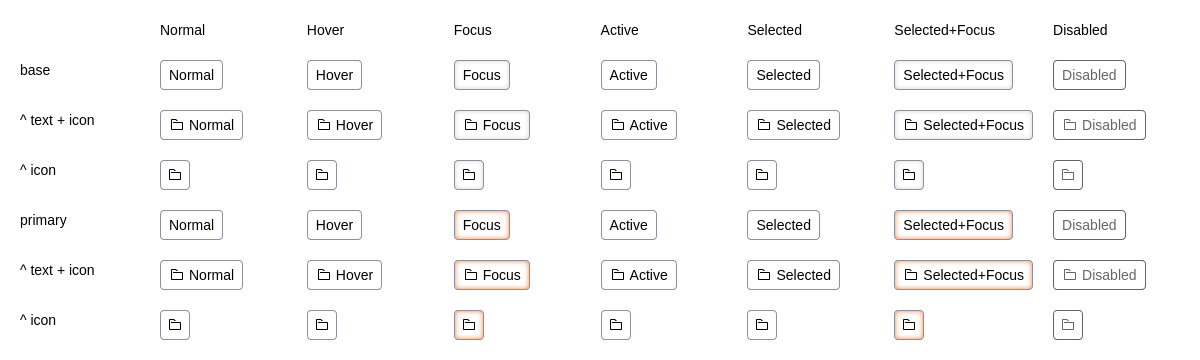 Normal Hover Focus Active Selected Selected+Focus Disabled
base Normal Hover Focus Active Selected Selected+Focus Disabled
^ text + icon Normal Hover Focus Active Selected Selected+Focus Disabled
^ icon
primary Normal Hover Focus Active Selected Selected+Focus Disabled
^ text + icon Normal Hover Focus Active Selected Selected+Focus Disabled
^ icon